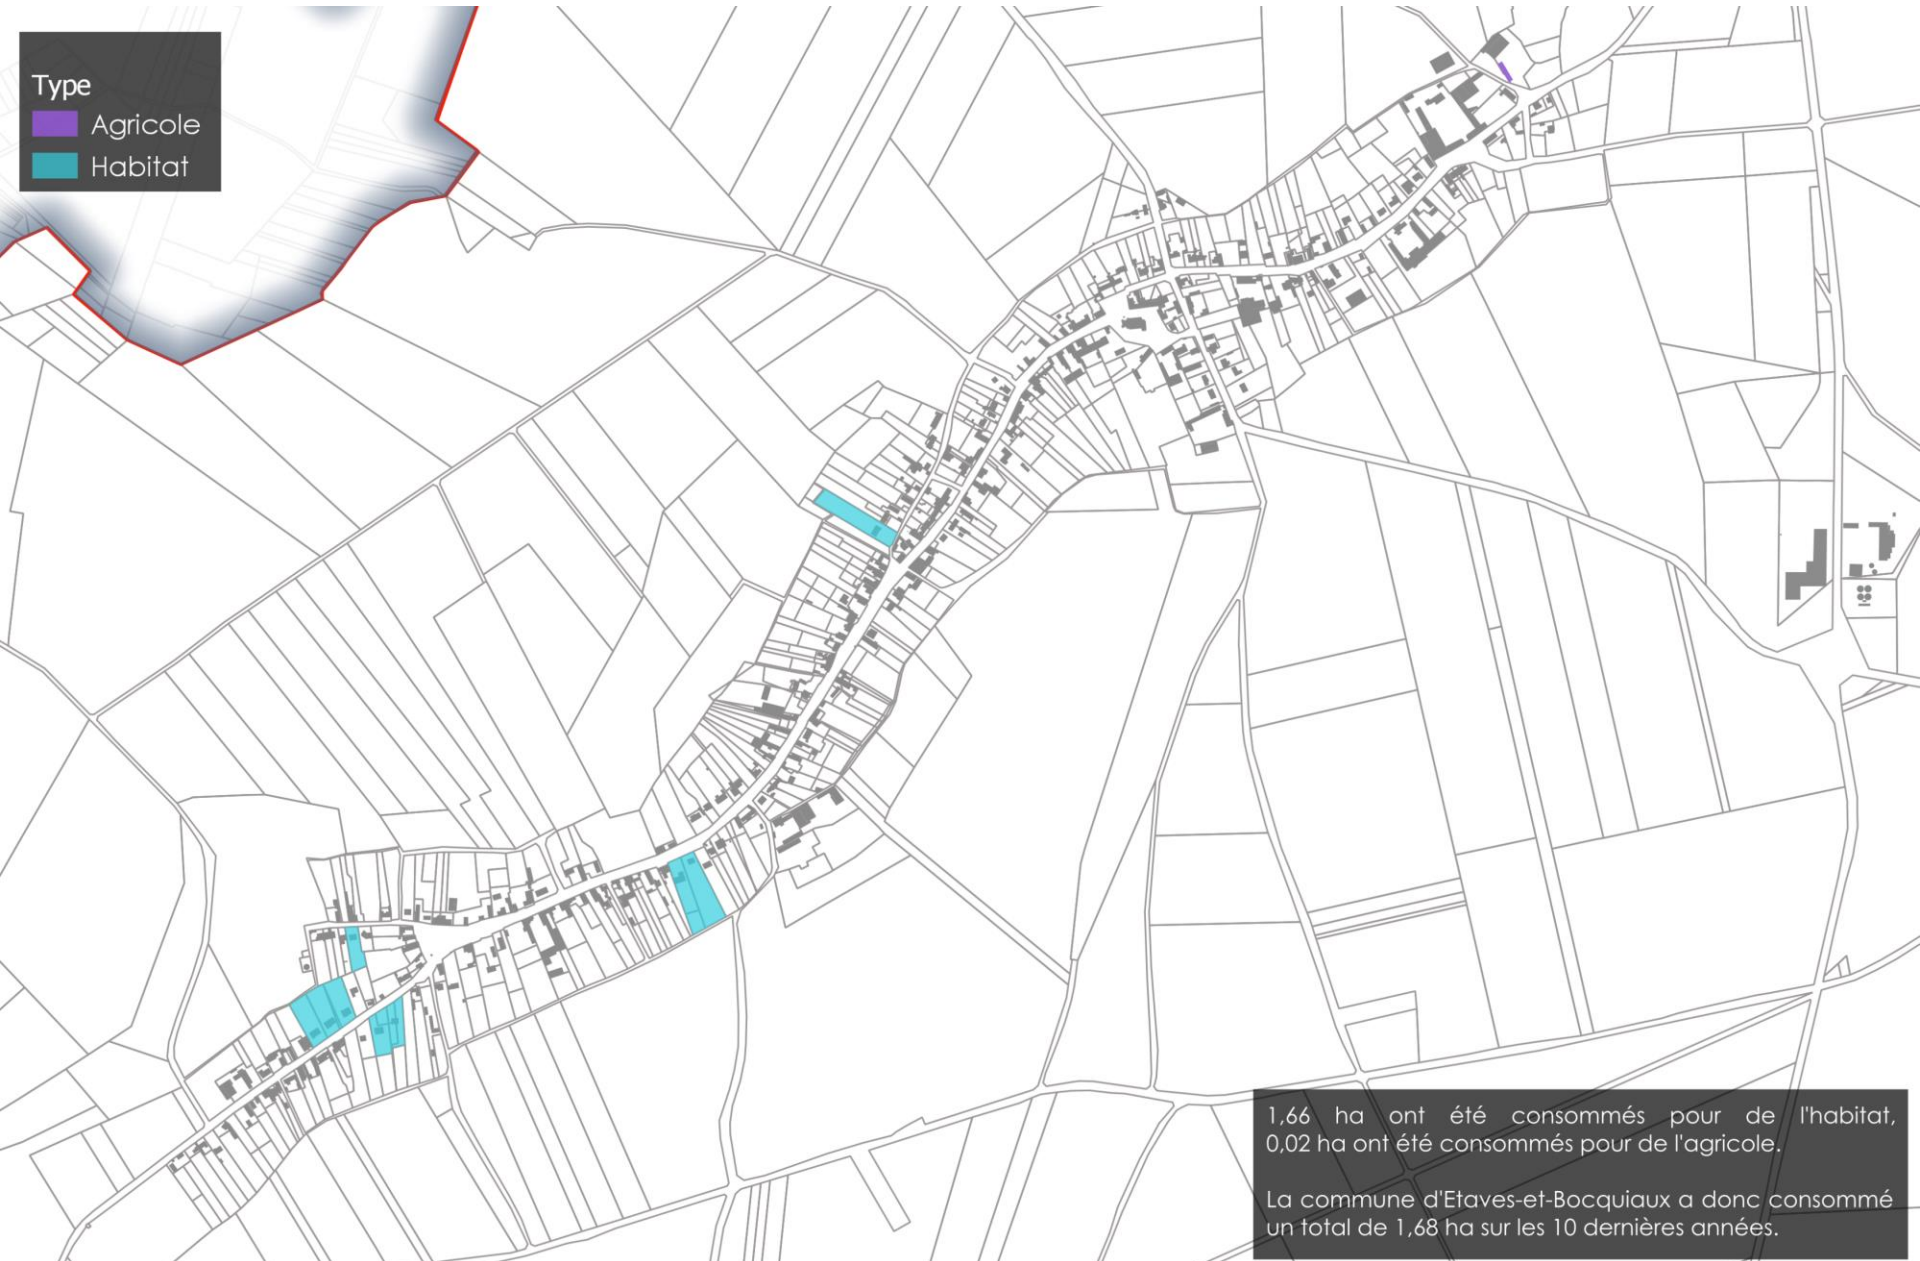 Type
Agricole
Habitat
1,66 ha ont été consommés pour de l'habitat,
0,02 ha ont été consommés pour de l'agricole.
La commune d'Etaves-et-Bocquiaux a donc consommé
un total de 1,68 ha sur les 10 dernières années.